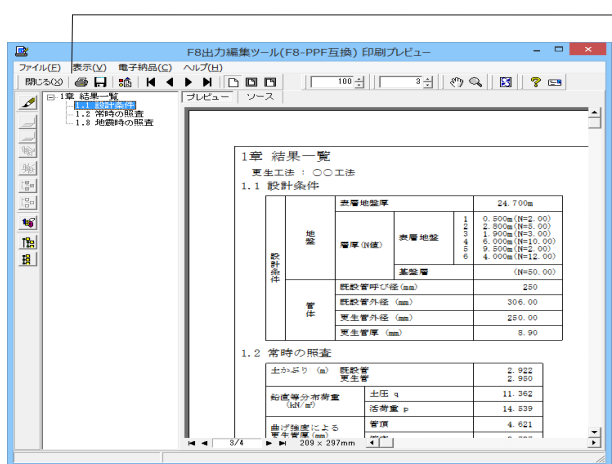 F8出力編集ツール(F8-PPF互換) 印刷プレビュー
ファイル(F) 表示(V) 電子納品(C) ヘルプ(H)
閉じる(X) 100 3
プレビュー ソース
1章 結果一覧
1.1 設計条件
1.2 常時の照査
1.3 地震時の照査
1章 結果一覧
更生工法 : ○○工法
1.1 設計条件
設計条件
地盤
表層地盤厚 24.700m
層厚(N値) 表層地盤
1 0.500m(N=2.00)
2 2.800m(N=5.00)
3 1.900m(N=3.00)
4 6.000m(N=10.00)
5 9.500m(N=2.00)
6 4.000m(N=12.00)
基盤層 (N=50.00)
管体
既設管呼び径(mm) 250
既設管外径 (mm) 306.00
更生管外径 (mm) 250.00
更生管厚 (mm) 8.90
1.2 常時の照査
土かぶり (m) 既設管 2.922
更生管 2.950
鉛直等分布荷重 (kN/㎡) 土圧 q 11.362
活荷重 p 14.539
曲げ強度による 管頂 4.621
更生管厚(mm)
3/4 209 × 297mm